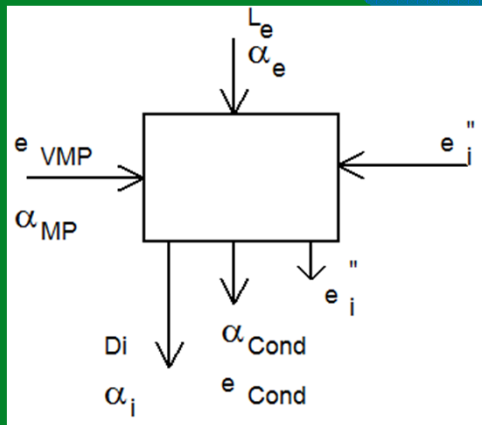 L e
α e
e VMP
α MP
e " i
e " i
Di
α i
α Cond
e Cond